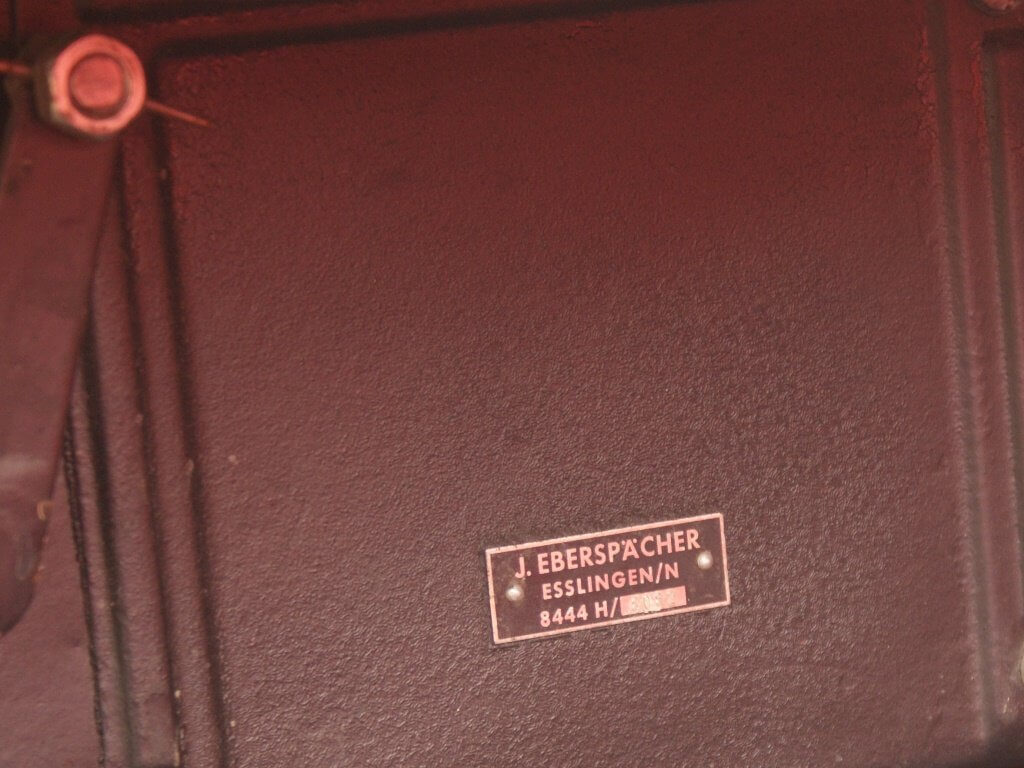 J. EBERSPÄCHER
ESSLINGEN/N
8444 H/